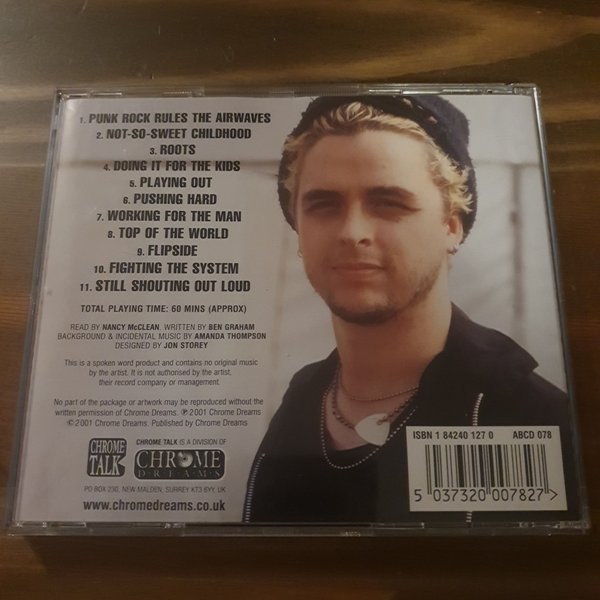 1. PUNK ROCK RULES THE AIRWAVES
2. NOT-SO-SWEET CHILDHOOD
3. ROOTS
4. DOING IT FOR THE KIDS
5. PLAYING OUT
6. PUSHING HARD
7. WORKING FOR THE MAN
8. TOP OF THE WORLD
9. FLIPSIDE
10. FIGHTING THE SYSTEM
11. STILL SHOUTING OUT LOUD
TOTAL PLAYING TIME: 60 MINS (APPROX)
READ BY NANCY McCLEAN. WRITTEN BY BEN GRAHAM
BACKGROUND & INCIDENTAL MUSIC BY AMANDA THOMPSON
DESIGNED BY JON STOREY
This is a spoken word product and contains no original music
by the artist. It is not authorised by the artist,
their record company or management.
No part of the package or artwork may be reproduced without the
written permission of Chrome Dreams. ℗ 2001 Chrome Dreams
© 2001 Chrome Dreams. Published by Chrome Dreams
CHROME
TALK
CHROME TALK IS A DIVISION OF
CHROME
DREAMS
PO BOX 230, NEW MALDEN, SURREY KT3 6YY, UK
www.chromedreams.co.uk
ISBN 1 84240 127 0 ABCD 078
5 037320 007827 >